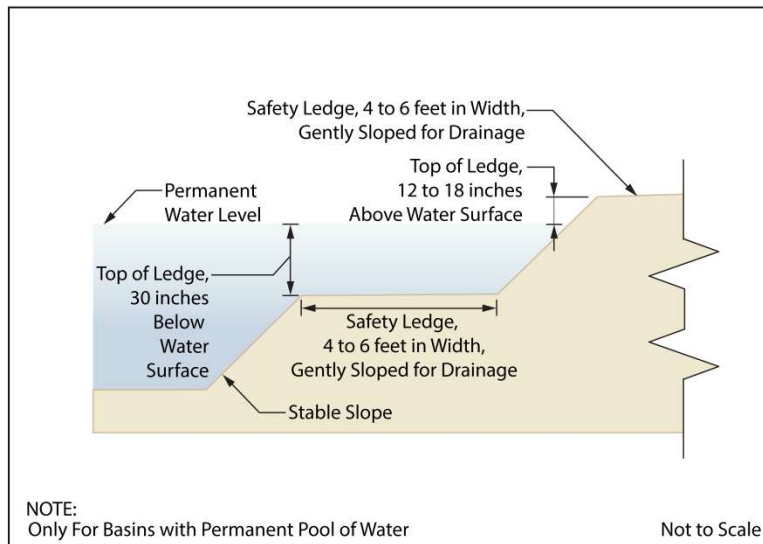 Safety Ledge, 4 to 6 feet in Width,
Gently Sloped for Drainage
Top of Ledge,
12 to 18 inches
Above Water Surface
Permanent
Water Level
Top of Ledge,
30 inches
Below
Water
Surface
Safety Ledge,
4 to 6 feet in Width,
Gently Sloped for Drainage
Stable Slope
NOTE:
Only For Basins with Permanent Pool of Water
Not to Scale